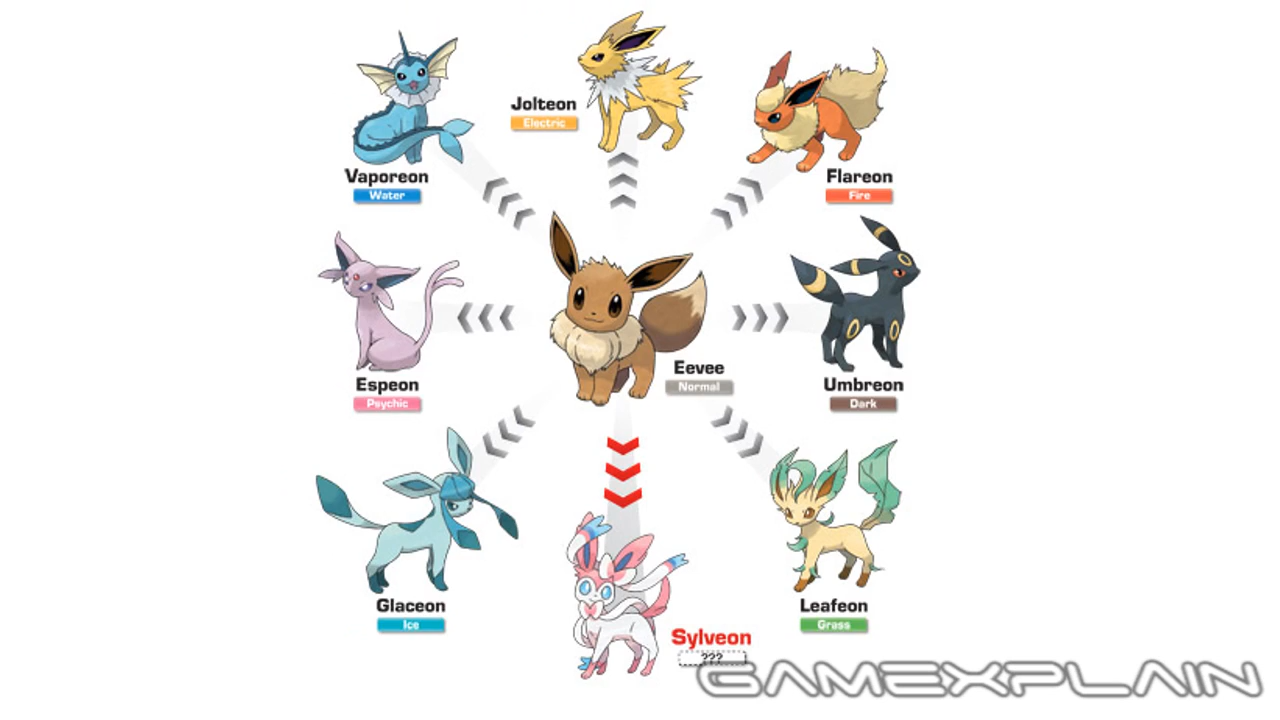 Jolteon
Electric
Vaporeon
Water
Flareon
Fire
Eevee
Normal
Espeon
Psychic
Umbreon
Dark
Glaceon
Ice
Leafeon
Grass
Sylveon
???
GAMEXPLAIN